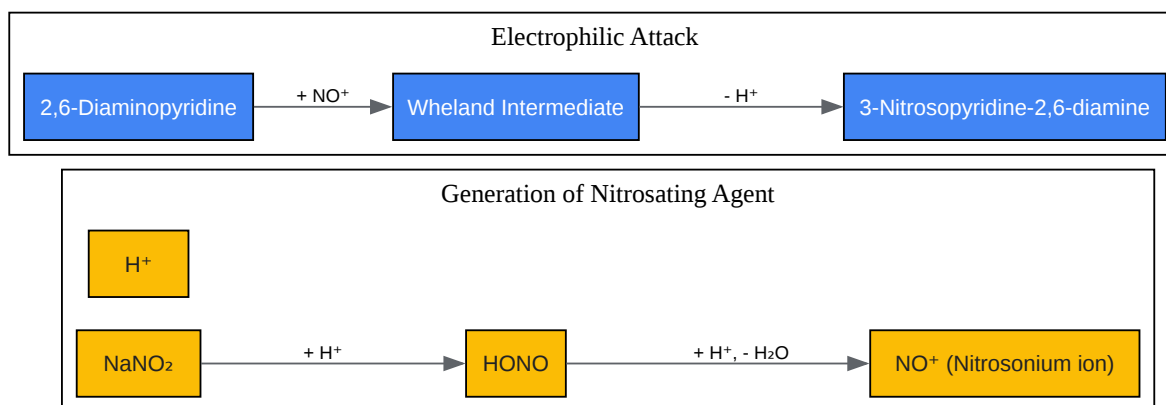 Electrophilic Attack
2,6-Diaminopyridine
+ NO⁺
Wheland Intermediate
- H⁺
3-Nitrosopyridine-2,6-diamine
Generation of Nitrosating Agent
H⁺
NaNO₂
+ H⁺
HONO
+ H⁺, - H₂O
NO⁺ (Nitrosonium ion)